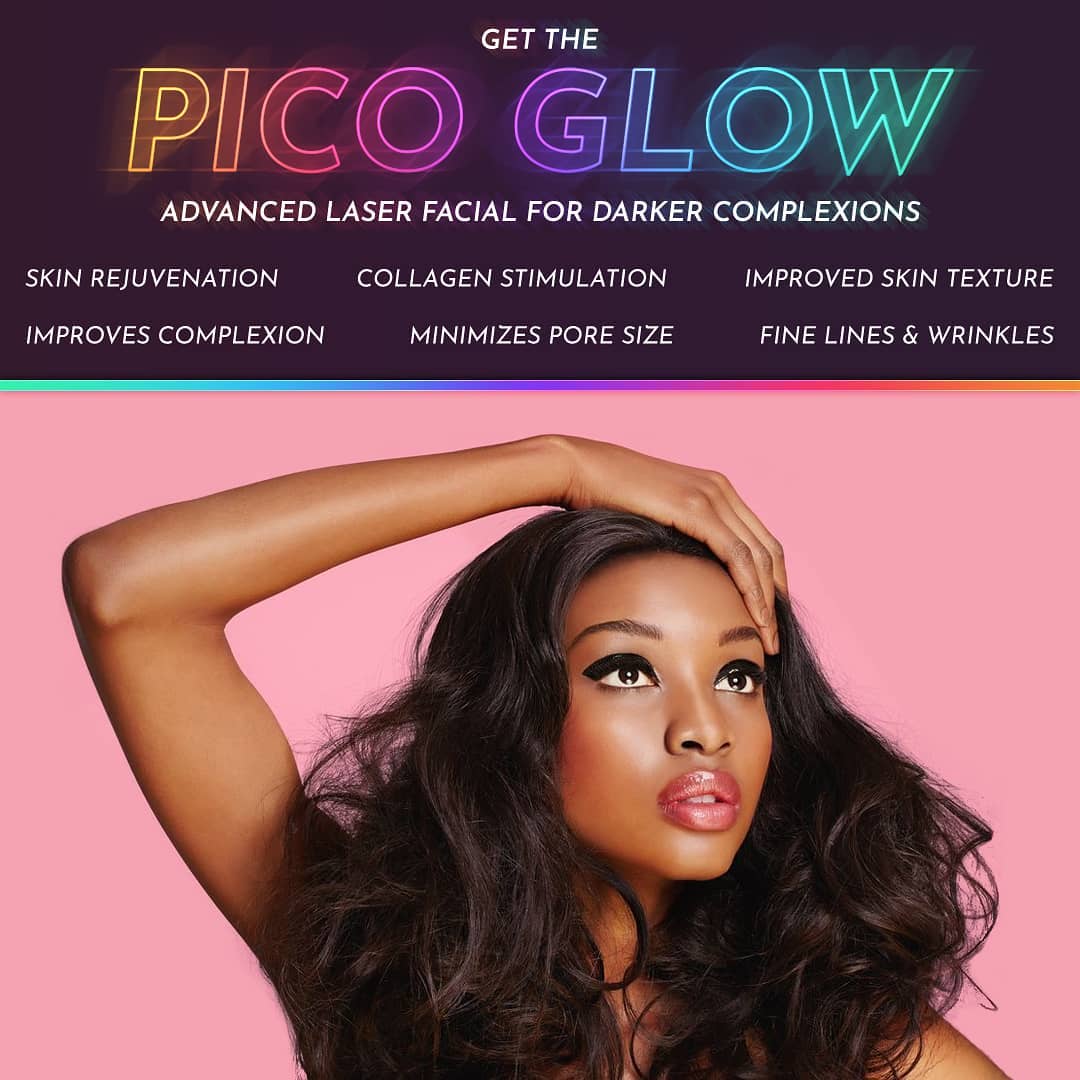 GET THE
PICO GLOW
ADVANCED LASER FACIAL FOR DARKER COMPLEXIONS
SKIN REJUVENATION COLLAGEN STIMULATION IMPROVED SKIN TEXTURE
IMPROVES COMPLEXION MINIMIZES PORE SIZE FINE LINES & WRINKLES